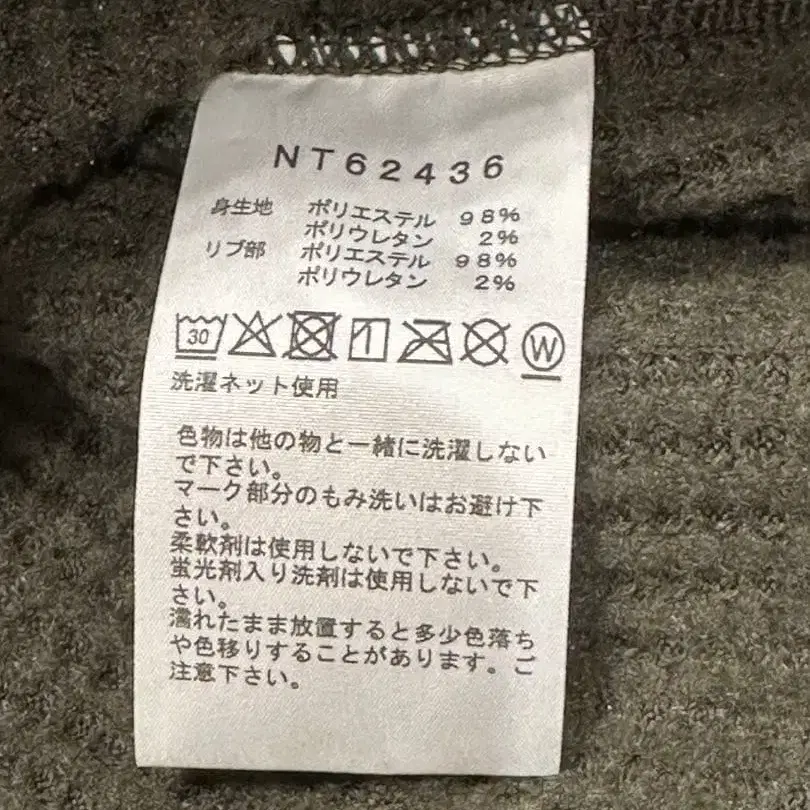 NT62436
身生地 ポリエステル 98%
ポリウレタン 2%
リブ部 ポリエステル 98%
ポリウレタン 2%
30 W
洗濯ネット使用
色物は他の物と一緒に洗濯しない
で下さい。
マーク部分のもみ洗いはお避け下
さい。
柔軟剤は使用しないで下さい。
蛍光剤入り洗剤は使用しないで下
さい。
濡れたまま放置すると多少色落ち
や色移りすることがあります。ご
注意下さい。